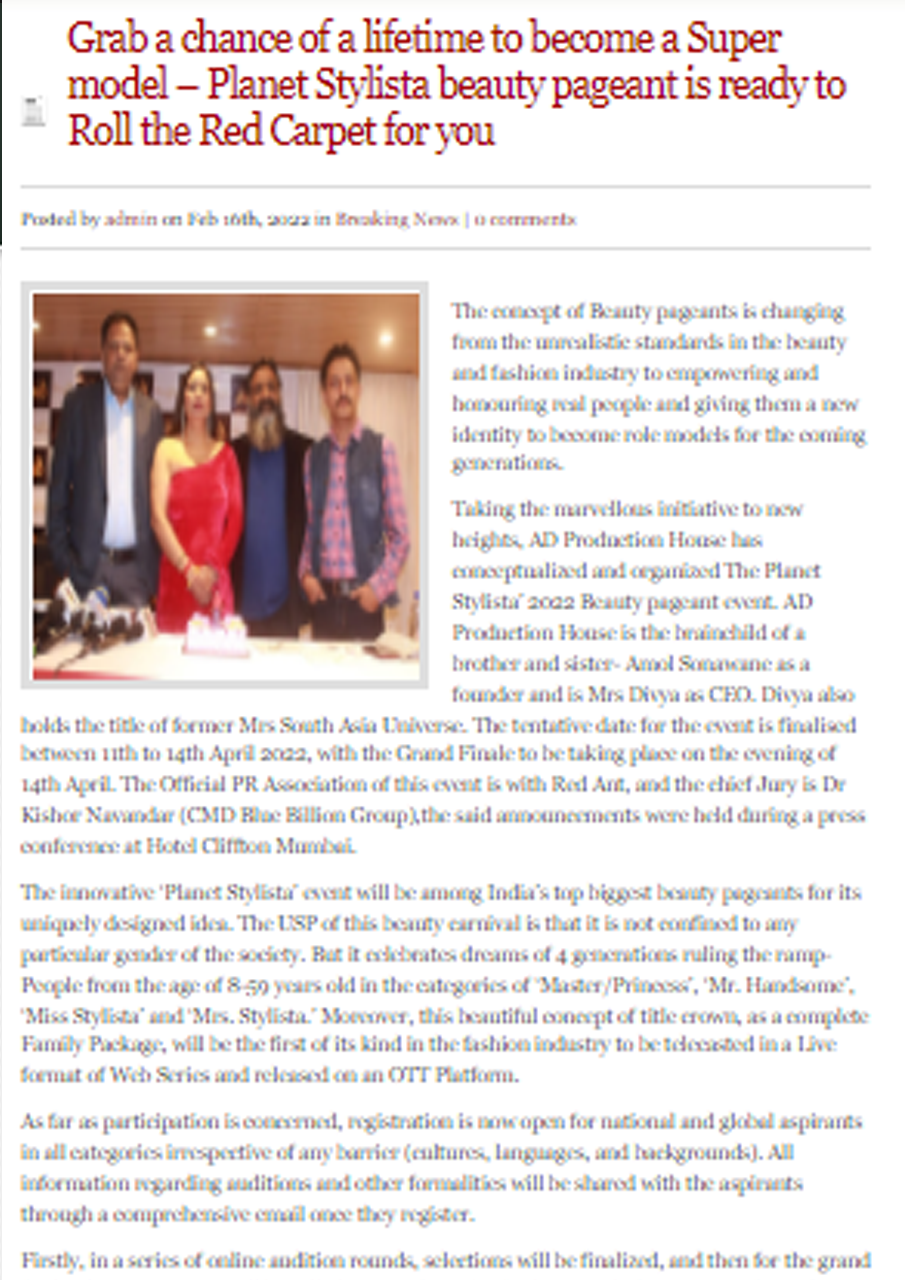 Grab a chance of a lifetime to become a Super
model – Planet Stylista beauty pageant is ready to
Roll the Red Carpet for you
Posted by admin on Feb 16th, 2022 in Breaking News | 0 comments
The concept of Beauty pageants is changing
from the unrealistic standards in the beauty
and fashion industry to empowering and
honouring real people and giving them a new
identity to become role models for the coming
generations.
Taking the marvellous initiative to new
heights, AD Production House has
conceptualized and organized The Planet
Stylista' 2022 Beauty pageant event. AD
Production House is the brainchild of a
brother and sister- Amol Sonawane as a
founder and is Mrs Divya as CEO. Divya also
holds the title of former Mrs South Asia Universe. The tentative date for the event is finalised
between 11th to 14th April 2022, with the Grand Finale to be taking place on the evening of
14th April. The Official PR Association of this event is with Red Ant, and the chief Jury is Dr
Kishor Navandar (CMD Blue Billion Group),the said announcements were held during a press
conference at Hotel Cliffton Mumbai.
The innovative 'Planet Stylista' event will be among India's top biggest beauty pageants for its
uniquely designed idea. The USP of this beauty carnival is that it is not confined to any
particular gender of the society. But it celebrates dreams of 4 generations ruling the ramp-
People from the age of 8-59 years old in the categories of 'Master/Princess', 'Mr. Handsome',
'Miss Stylista' and 'Mrs. Stylista.' Moreover, this beautiful concept of title crown, as a complete
Family Package, will be the first of its kind in the fashion industry to be telecasted in a Live
format of Web Series and released on an OTT Platform.
As far as participation is concerned, registration is now open for national and global aspirants
in all categories irrespective of any barrier (cultures, languages, and backgrounds). All
information regarding auditions and other formalities will be shared with the aspirants
through a comprehensive email once they register.
Firstly, in a series of online audition rounds, selections will be finalized, and then for the grand